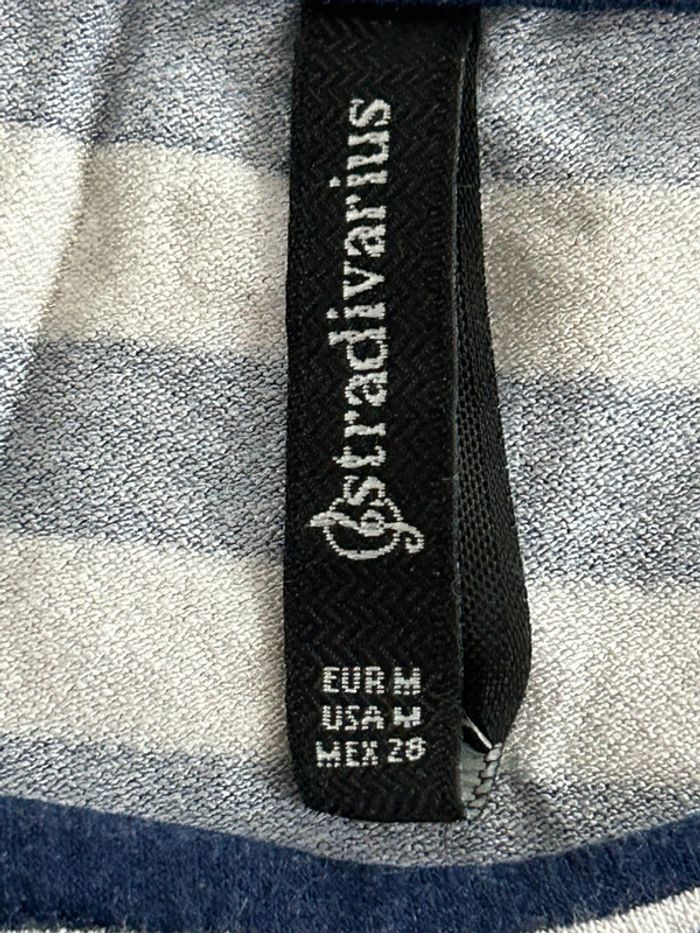 stradivarius
EUR M
USA M
MEX 28